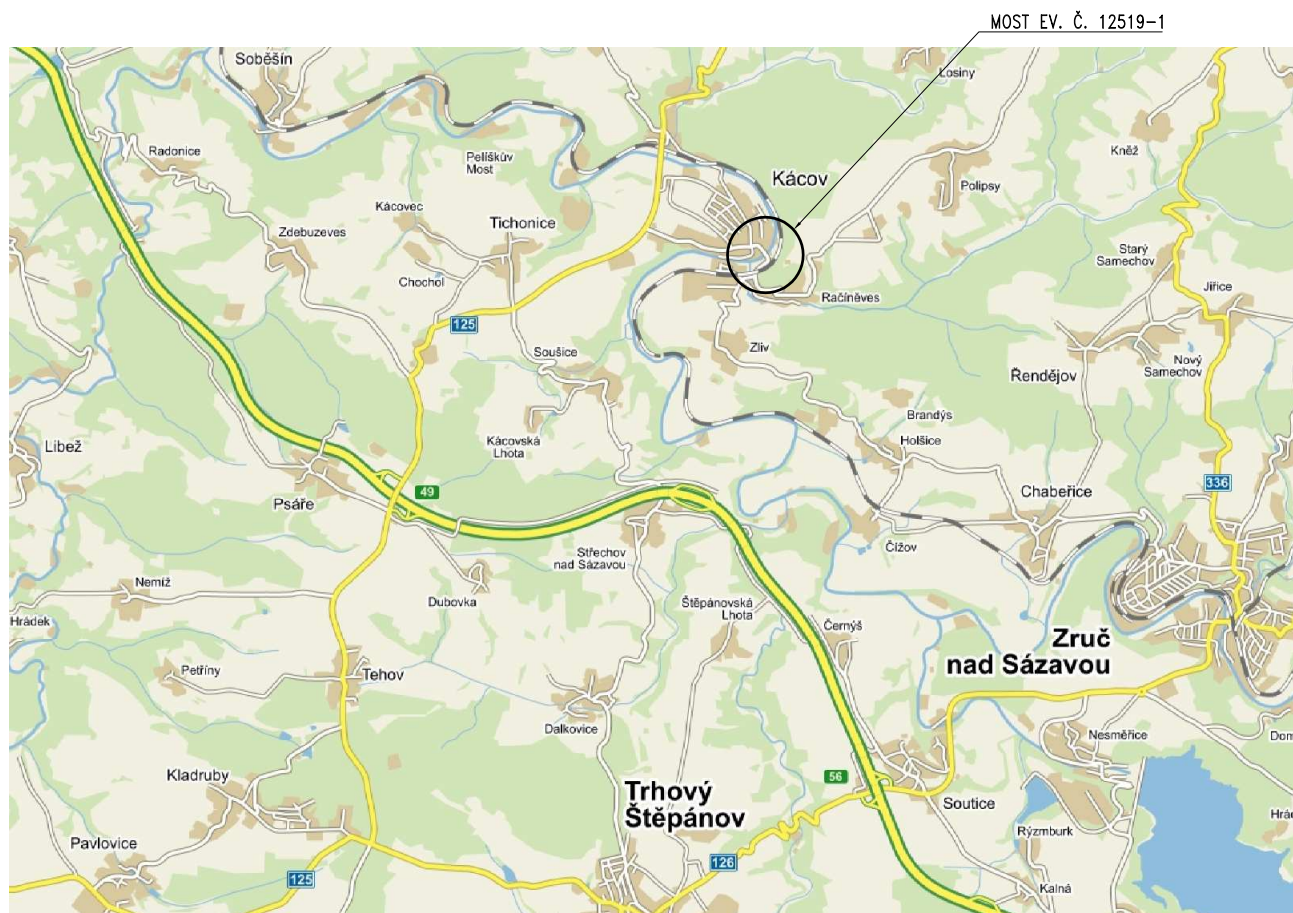 MOST EV. Č. 12519-1
Soběšín
Losiny
Radonice
Pelíškův
Most
Kněž
Kácov
Polipsy
Kácovec
Tichonice
Zdebuzeves
Starý
Samechov
Chochol
Jiřice
Račíněves
125
Zliv
Soušice
Nový
Samechov
Řendějov
Brandýs
Holšice
Libež
Kácovská
Lhota
336
49
Chabeřice
Psáře
Střechov
nad Sázavou
Čížov
Nemíž
Dubovka
Štěpánovská
Lhota
Hrádek
Černýš
Zruč
nad Sázavou
Petříny
Tehov
Dalkovice
Nesměřice
Dom
Kladruby
56
Trhový
Štěpánov
Soutice
Hrá
Rýzmburk
Pavlovice
126
125
Kalná